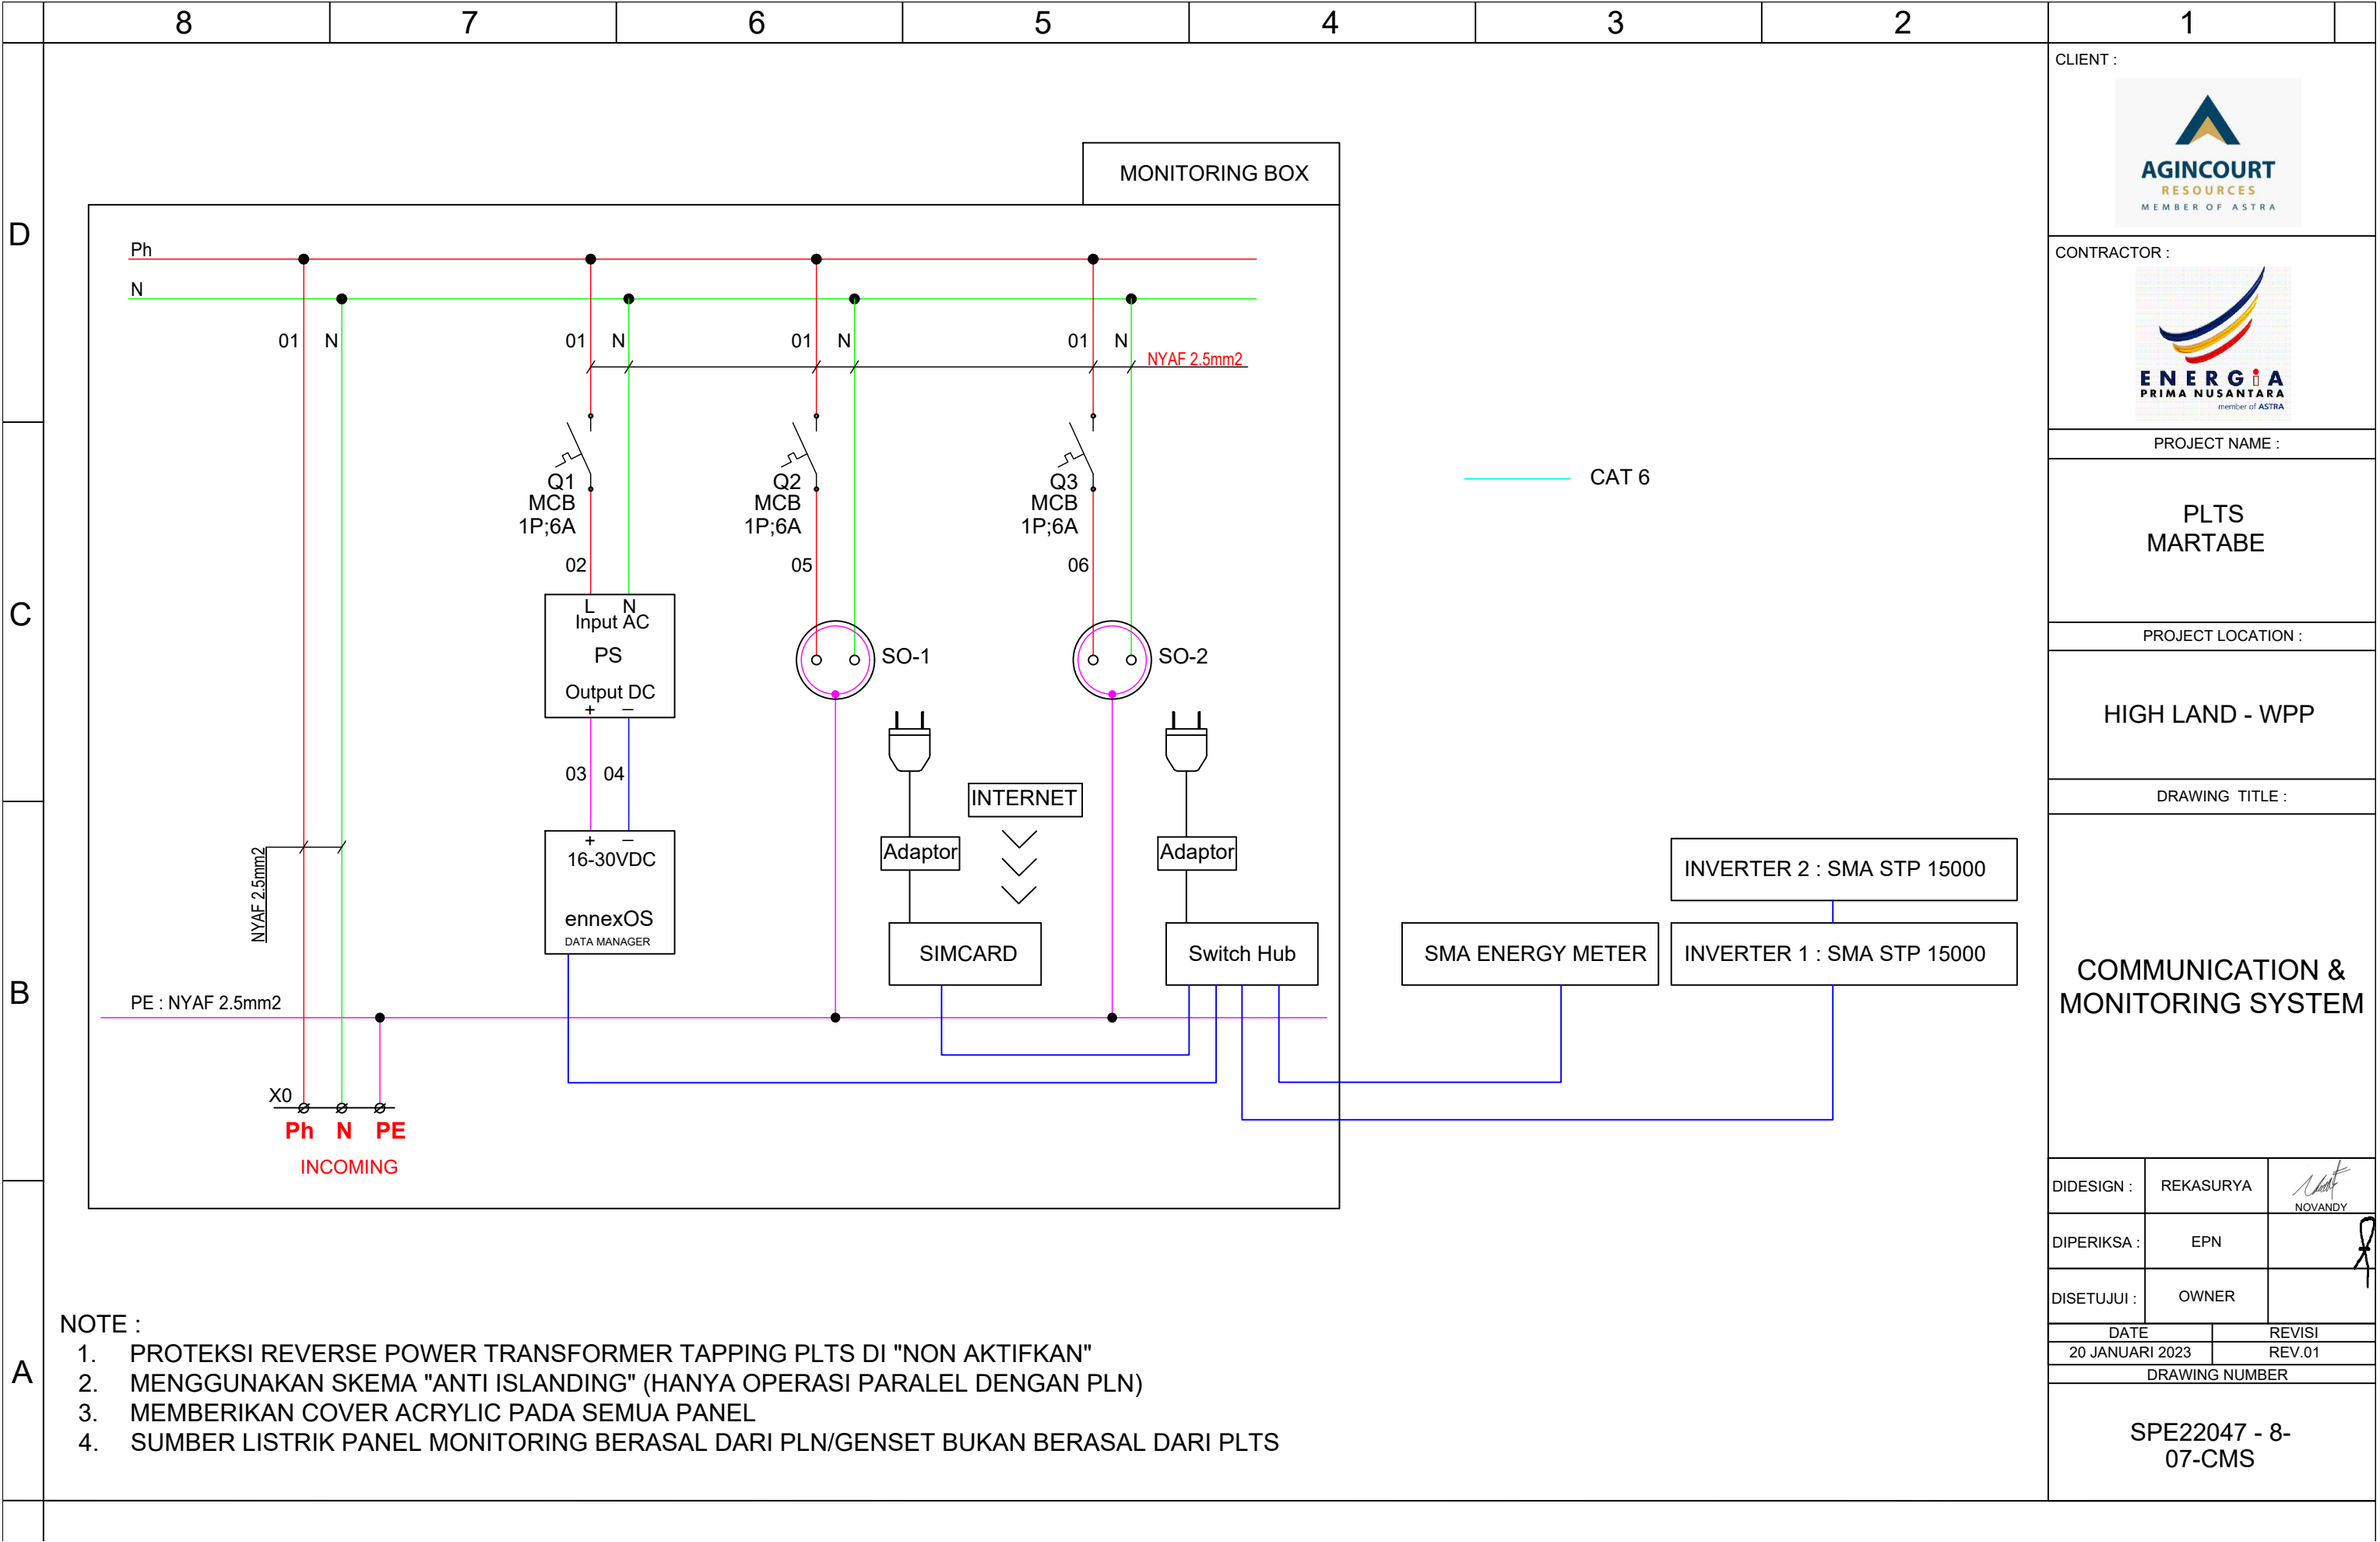 8 7 6 5 4 3 2 1
D
C
B
A
MONITORING BOX
Ph
N
01 N 01 N 01 N 01 N
NYAF 2.5mm2
Q1
MCB
1P;6A
02
Q2
MCB
1P;6A
05
Q3
MCB
1P;6A
06
CAT 6
L N
Input AC
PS
Output DC
+ –
03 04
+ –
16-30VDC
ennexOS
DATA MANAGER
SO-1
SO-2
INTERNET
Adaptor
Adaptor
SIMCARD
Switch Hub
SMA ENERGY METER
INVERTER 2 : SMA STP 15000
INVERTER 1 : SMA STP 15000
NYAF 2.5mm2
PE : NYAF 2.5mm2
X0
Ph N PE
INCOMING
NOTE :
1. PROTEKSI REVERSE POWER TRANSFORMER TAPPING PLTS DI "NON AKTIFKAN"
2. MENGGUNAKAN SKEMA "ANTI ISLANDING" (HANYA OPERASI PARALEL DENGAN PLN)
3. MEMBERIKAN COVER ACRYLIC PADA SEMUA PANEL
4. SUMBER LISTRIK PANEL MONITORING BERASAL DARI PLN/GENSET BUKAN BERASAL DARI PLTS
CLIENT :
AGINCOURT
RESOURCES
MEMBER OF ASTRA
CONTRACTOR :
ENERGiA
PRIMA NUSANTARA
member of ASTRA
PROJECT NAME :
PLTS
MARTABE
PROJECT LOCATION :
HIGH LAND - WPP
DRAWING TITLE :
COMMUNICATION &
MONITORING SYSTEM
DIDESIGN : REKASURYA
NOVANDY
DIPERIKSA : EPN
DISETUJUI : OWNER
DATE REVISI
20 JANUARI 2023 REV.01
DRAWING NUMBER
SPE22047 - 8-
07-CMS